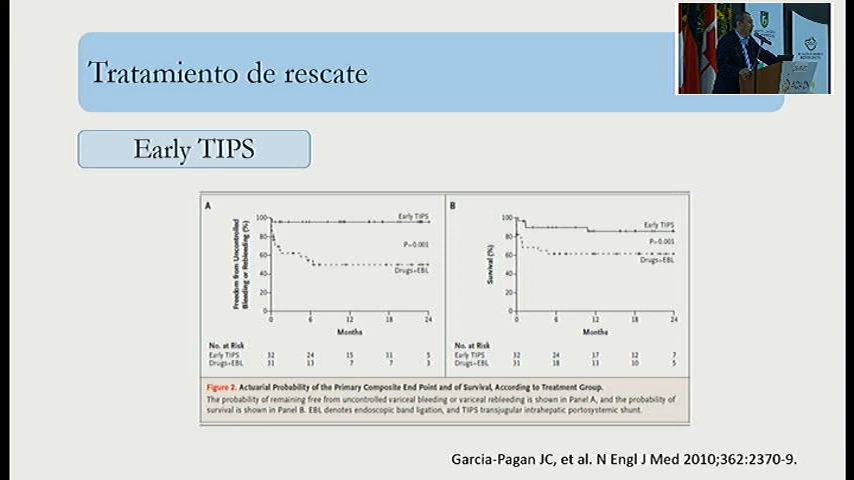 Tratamiento de rescate
Early TIPS
A
Freedom from Uncontrolled
Bleeding or Rebleeding (%)
100
80
60
40
20
0
Early TIPS
P=0.001
Drugs+EBL
0 6 12 18 24
Months
No. at Risk
Early TIPS 32 24 15 11 5
Drugs+EBL 31 13 7 7 3
B
Survival (%)
100
80
60
40
20
0
Early TIPS
P=0.001
Drugs+EBL
0 6 12 18 24
Months
No. at Risk
Early TIPS 32 24 17 12 7
Drugs+EBL 31 18 13 10 5
Figure 2. Actuarial Probability of the Primary Composite End Point and of Survival, According to Treatment Group.
The probability of remaining free from uncontrolled variceal bleeding or variceal rebleeding is shown in Panel A, and the probability of
survival is shown in Panel B. EBL denotes endoscopic band ligation, and TIPS transjugular intrahepatic portosystemic shunt.
Garcia-Pagan JC, et al. N Engl J Med 2010;362:2370-9.